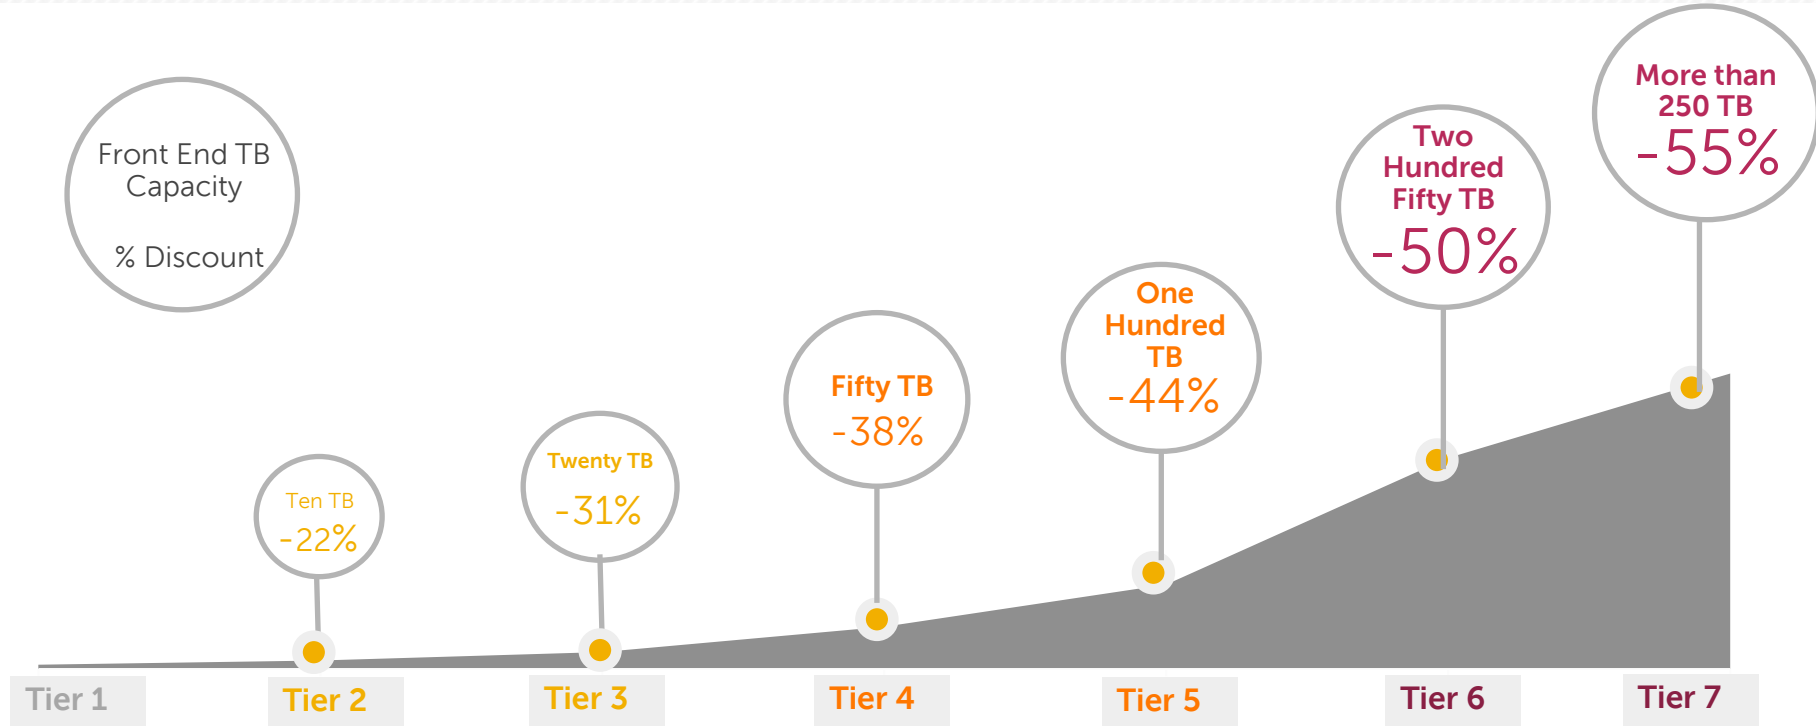 Front End TB
Capacity
% Discount
Ten TB
-22%
Twenty TB
-31%
Fifty TB
-38%
One
Hundred
TB
-44%
Two
Hundred
Fifty TB
-50%
More than
250 TB
-55%
Tier 1
Tier 2
Tier 3
Tier 4
Tier 5
Tier 6
Tier 7